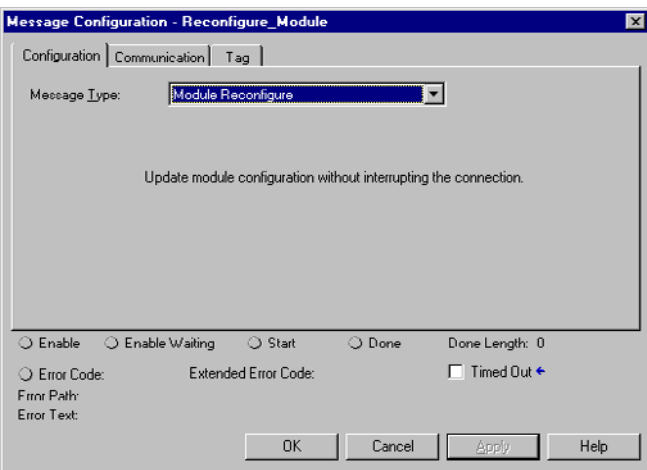 Message Configuration - Reconfigure_Module
Configuration Communication Tag
Message Type: Module Reconfigure
Update module configuration without interrupting the connection.
Enable Enable Waiting Start Done Done Length: 0
Error Code: Extended Error Code: Timed Out
Error Path:
Error Text:
OK Cancel Apply Help